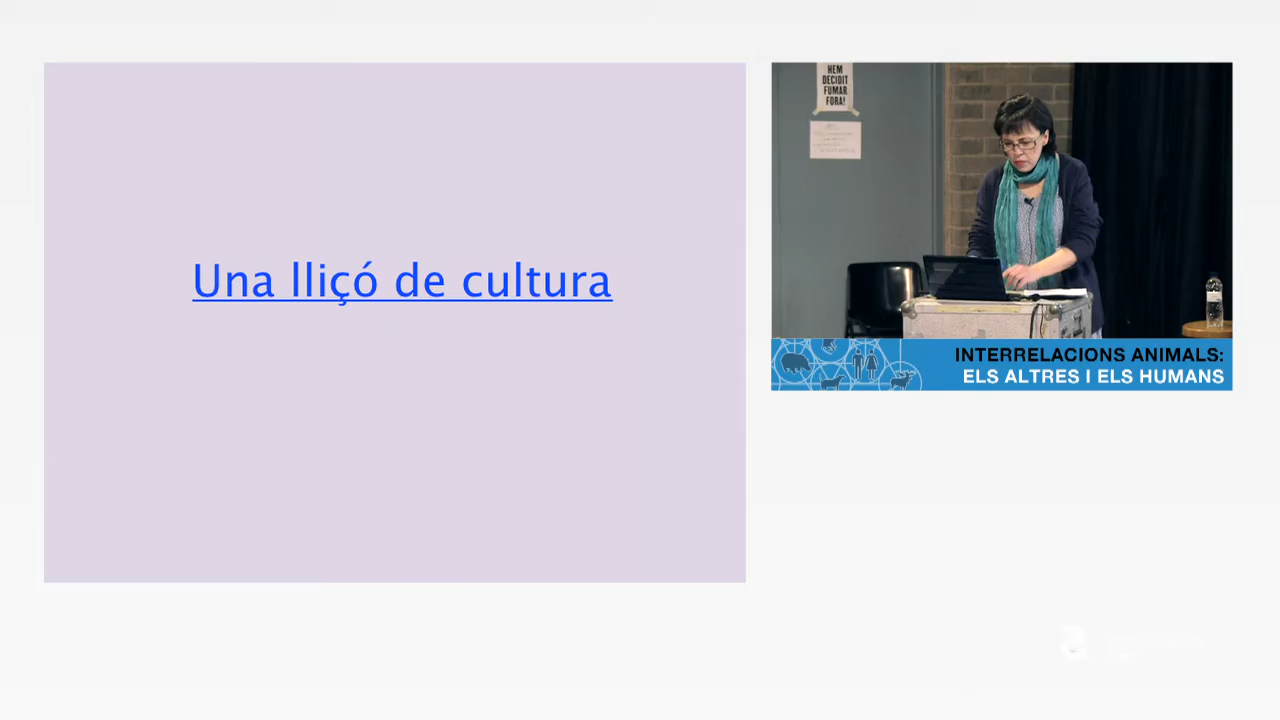 Una lliçó de cultura
HEM
DECIDIT
FUMAR
FORA!
INTERRELACIONS ANIMALS:
ELS ALTRES I ELS HUMANS